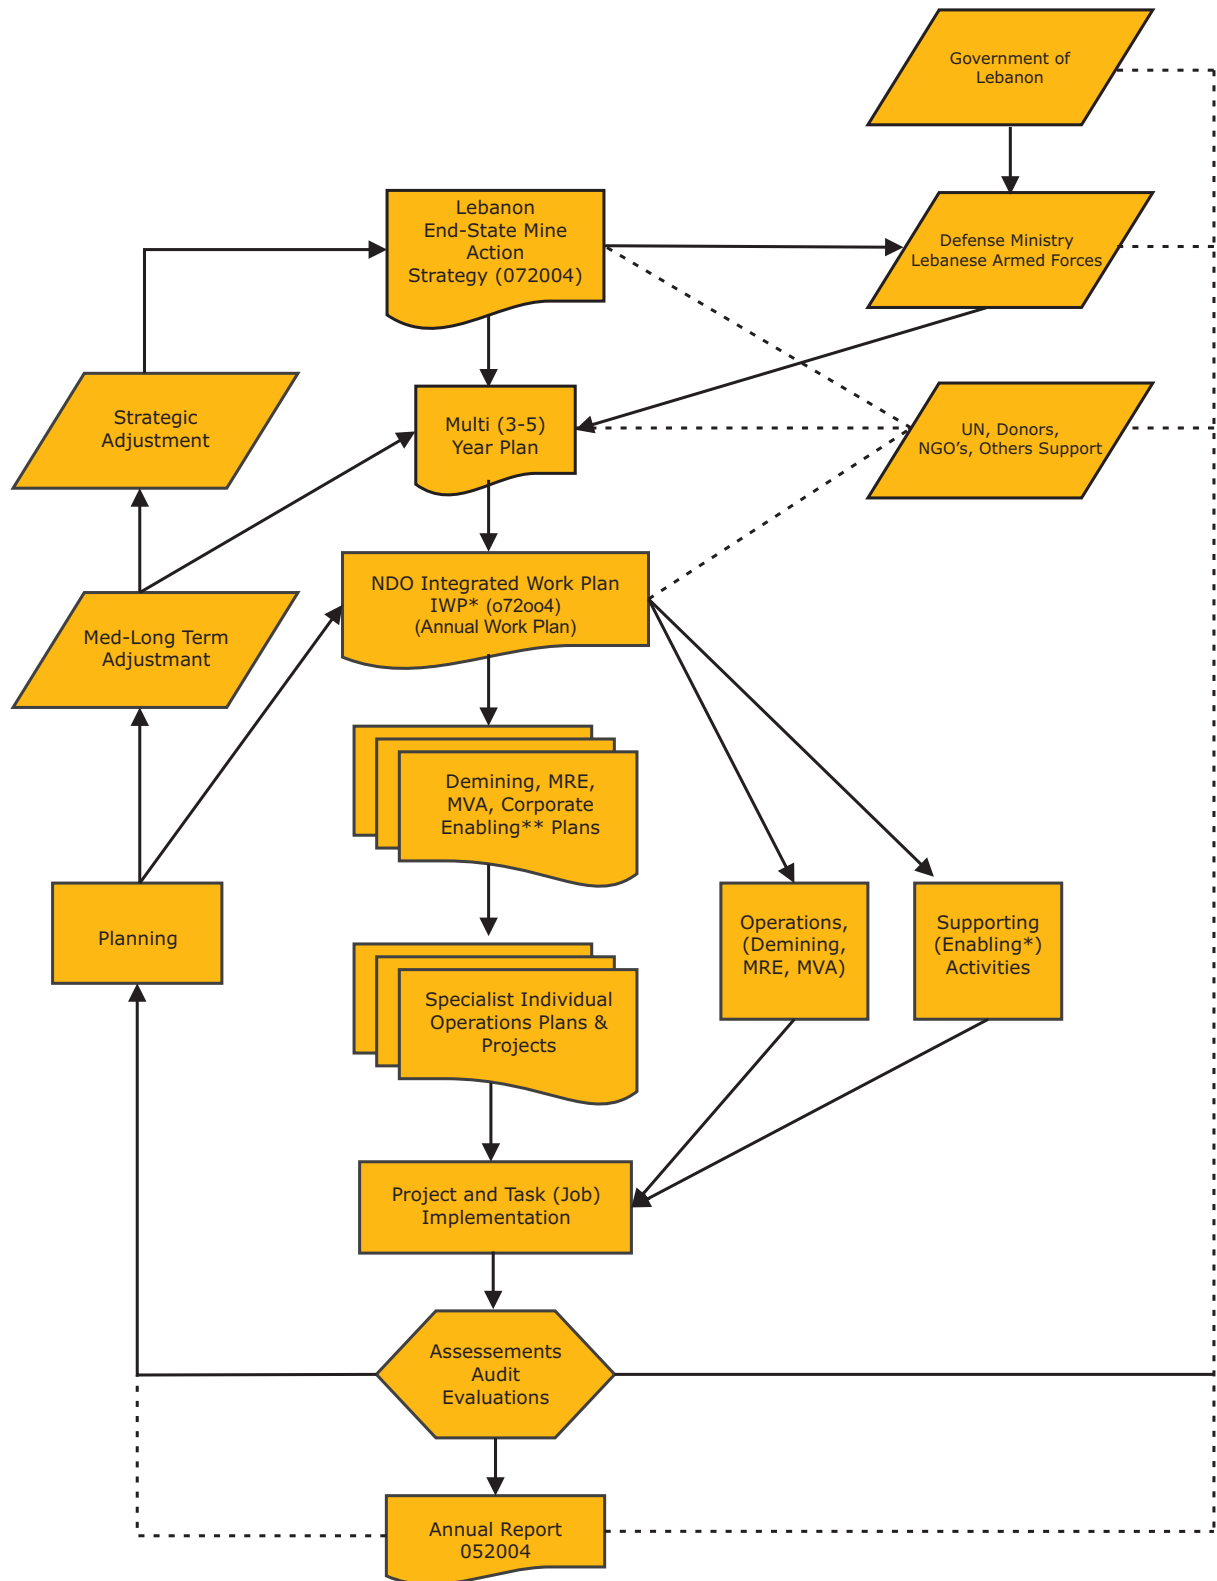 Government of
Lebanon
Lebanon
End-State Mine
Action
Strategy (072004)
Defense Ministry
Lebanese Armed Forces
Strategic
Adjustment
Multi (3-5)
Year Plan
UN, Donors,
NGO’s, Others Support
NDO Integrated Work Plan
IWP* (o72oo4)
(Annual Work Plan)
Med-Long Term
Adjustmant
Demining, MRE,
MVA, Corporate
Enabling** Plans
Planning
Operations,
(Demining,
MRE, MVA)
Supporting
(Enabling*)
Activities
Specialist Individual
Operations Plans &
Projects
Project and Task (Job)
Implementation
Assessements
Audit
Evaluations
Annual Report
052004